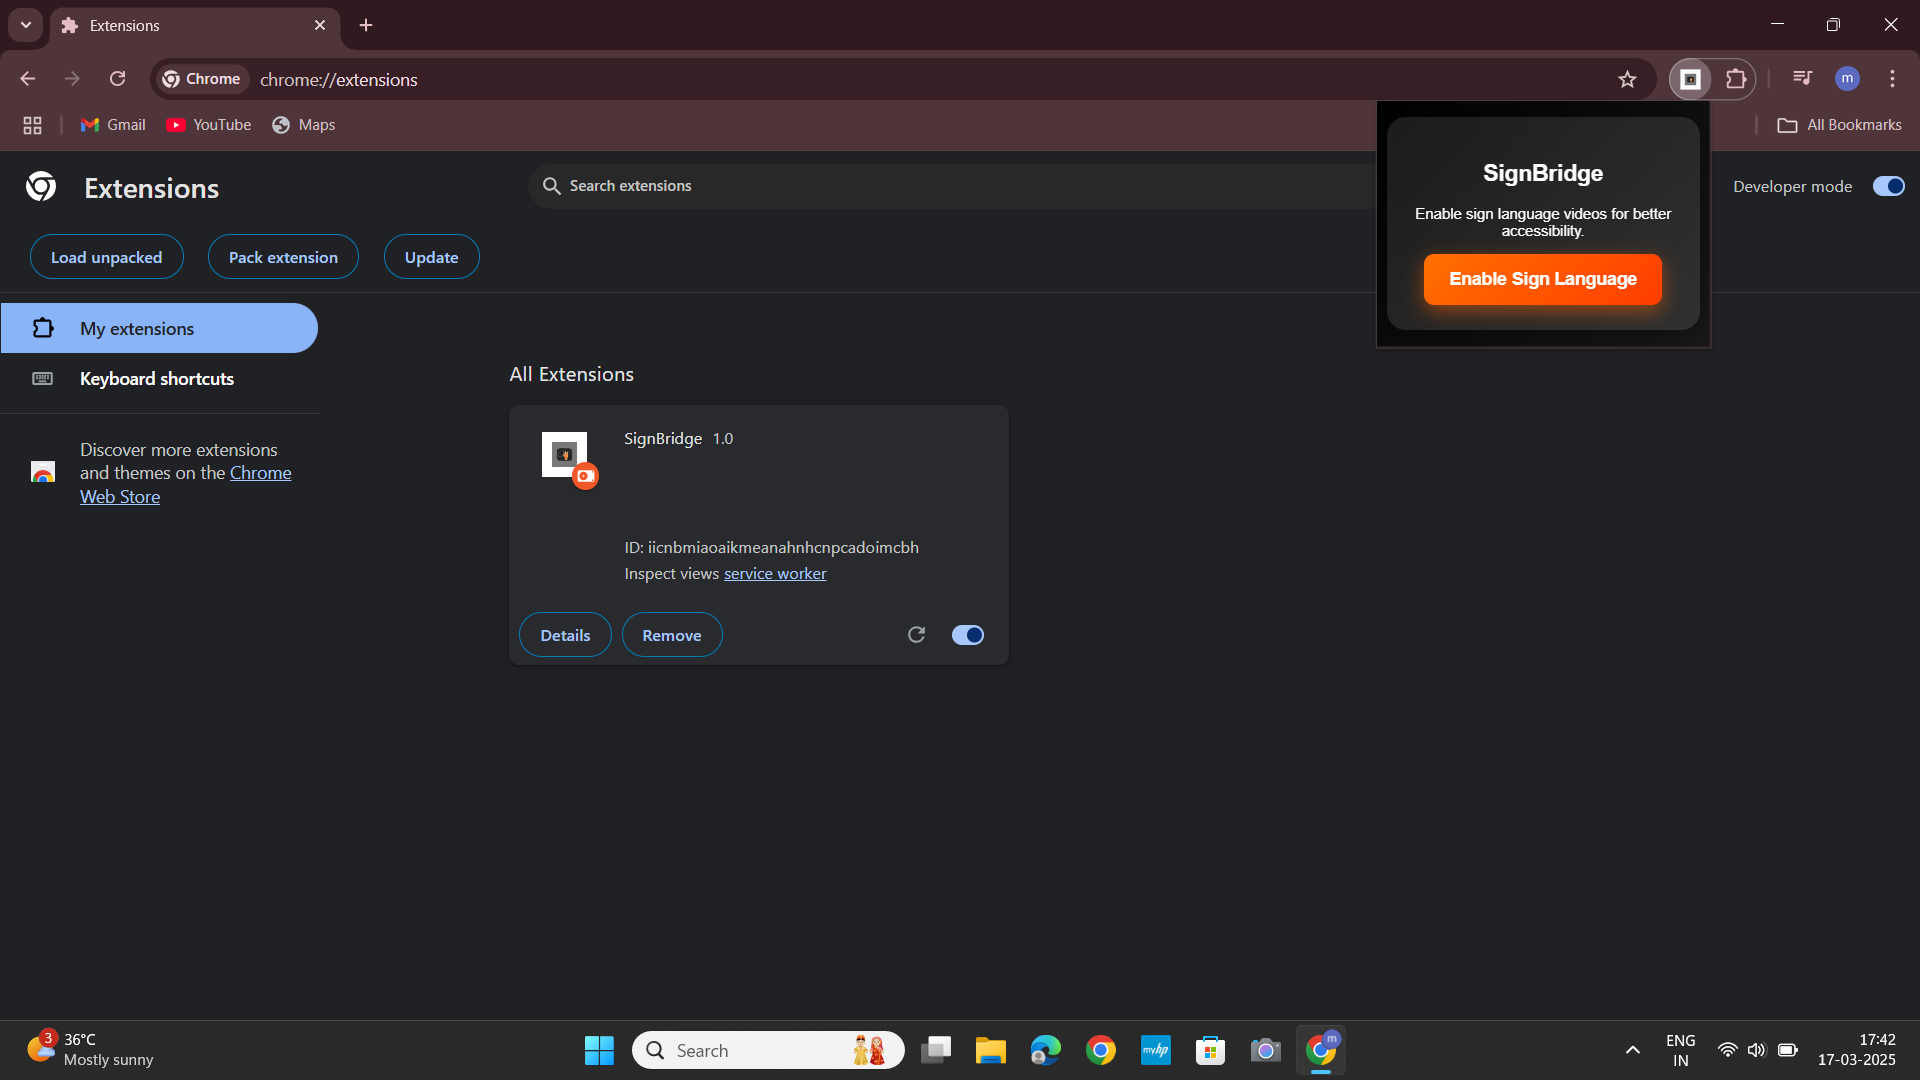 Extensions
Chrome
chrome://extensions
m
Gmail
YouTube
Maps
All Bookmarks
Extensions
Search extensions
Developer mode
Load unpacked
Pack extension
Update
SignBridge
Enable sign language videos for better
accessibility.
Enable Sign Language
My extensions
Keyboard shortcuts
Discover more extensions
and themes on the Chrome
Web Store
All Extensions
SignBridge 1.0
ID: iicnbmiaoaikmeanahnhcnpcadoimcbh
Inspect views service worker
Details
Remove
3
36°C
Mostly sunny
Search
myhp
m
ENG
IN
17:42
17-03-2025